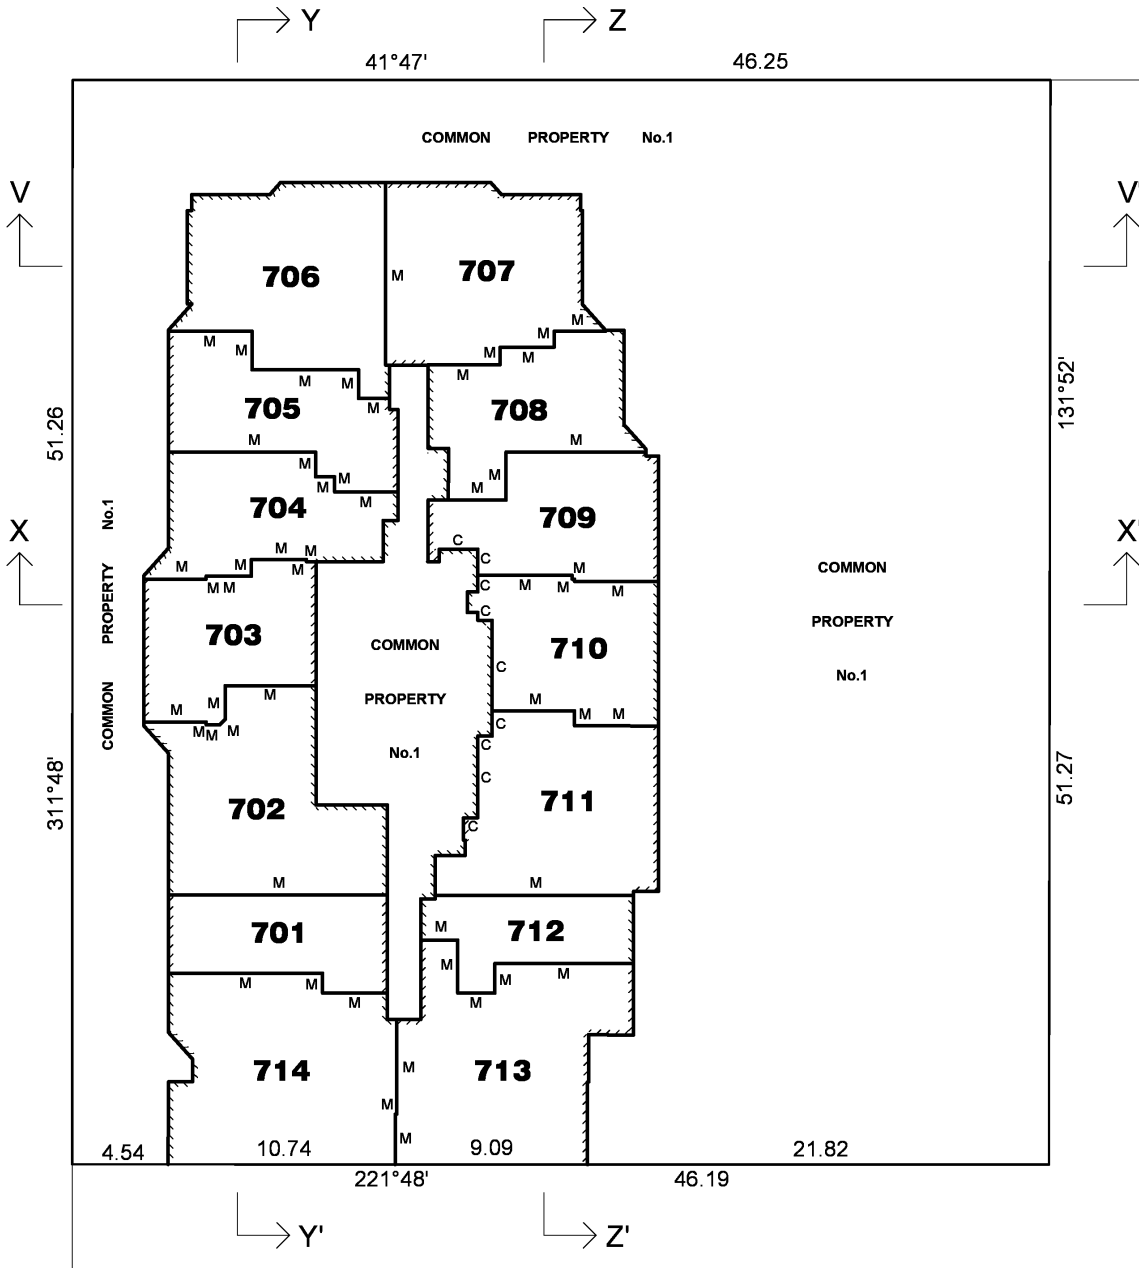 Y
Z
41°47'
46.25
COMMON PROPERTY No.1
V
V'
706
707
M
M
M
M
M
M
M
M
M
M
M
M
705
708
51.26
131°52'
M
M
M
M
M
M
M
M
704
709
X
X'
COMMON PROPERTY No.1
C
C
M
M
M
M
M
M
M
M
M
C
M
M
C
703
COMMON
PROPERTY
No.1
710
COMMON
PROPERTY
No.1
C
M
M
M
M
M
M
M
M
M
M
C
C
C
311°48'
51.27
702
711
C
M
M
701
712
M
M
M
M
M
M
M
M
714
713
M
M
M
4.54
10.74
9.09
21.82
221°48'
46.19
Y'
Z'